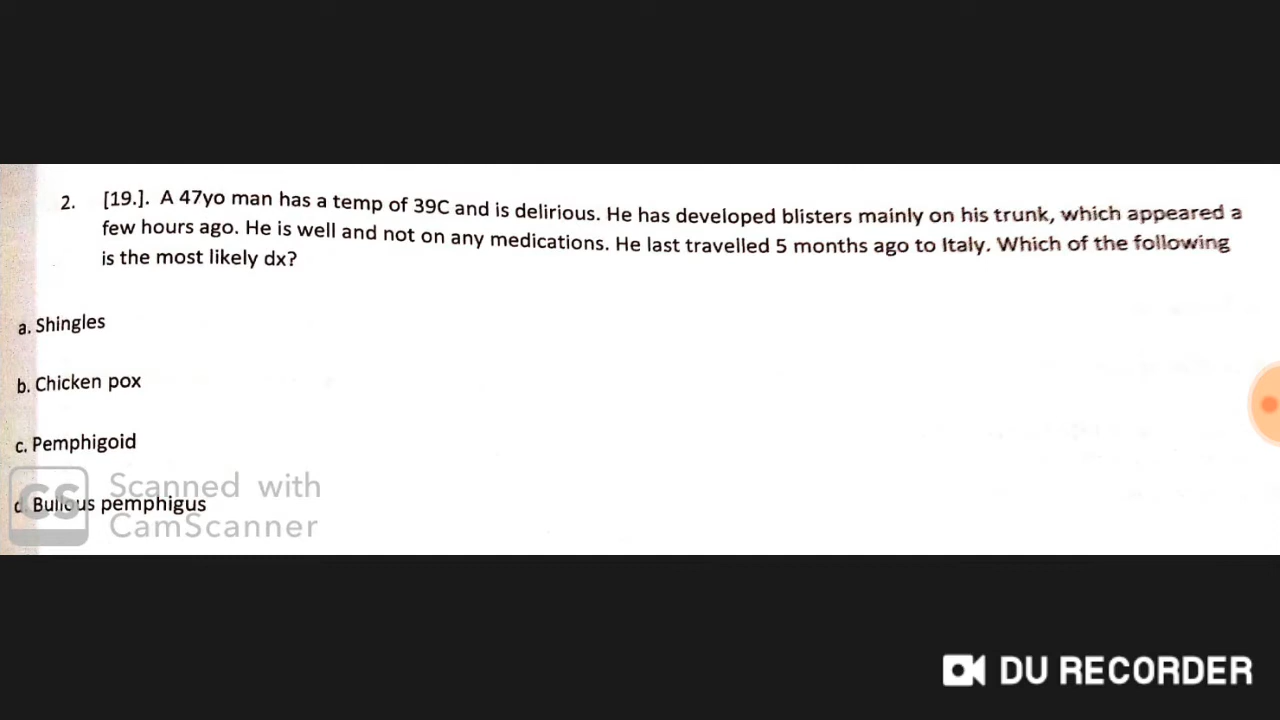 2. [19.]. A 47yo man has a temp of 39C and is delirious. He has developed blisters mainly on his trunk, which appeared a
few hours ago. He is well and not on any medications. He last travelled 5 months ago to Italy. Which of the following
is the most likely dx?
a. Shingles
b. Chicken pox
c. Pemphigoid
CS Scanned with
d. Bullous pemphigus
CamScanner
DU RECORDER